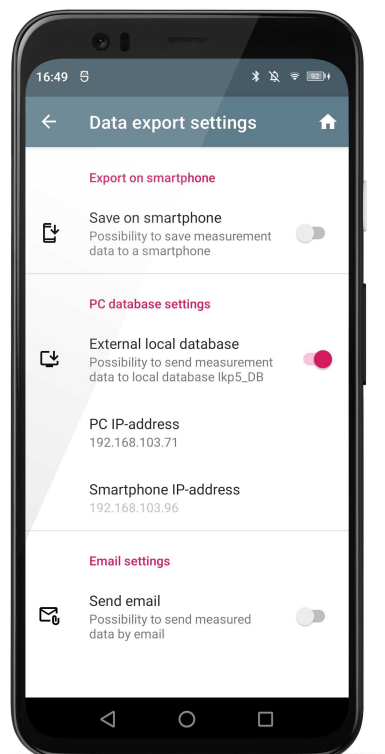 16:49
92
Data export settings
Export on smartphone
Save on smartphone
Possibility to save measurement
data to a smartphone
PC database settings
External local database
Possibility to send measurement
data to local database lkp5_DB
PC IP-address
192.168.103.71
Smartphone IP-address
192.168.103.96
Email settings
Send email
Possibility to send measured
data by email